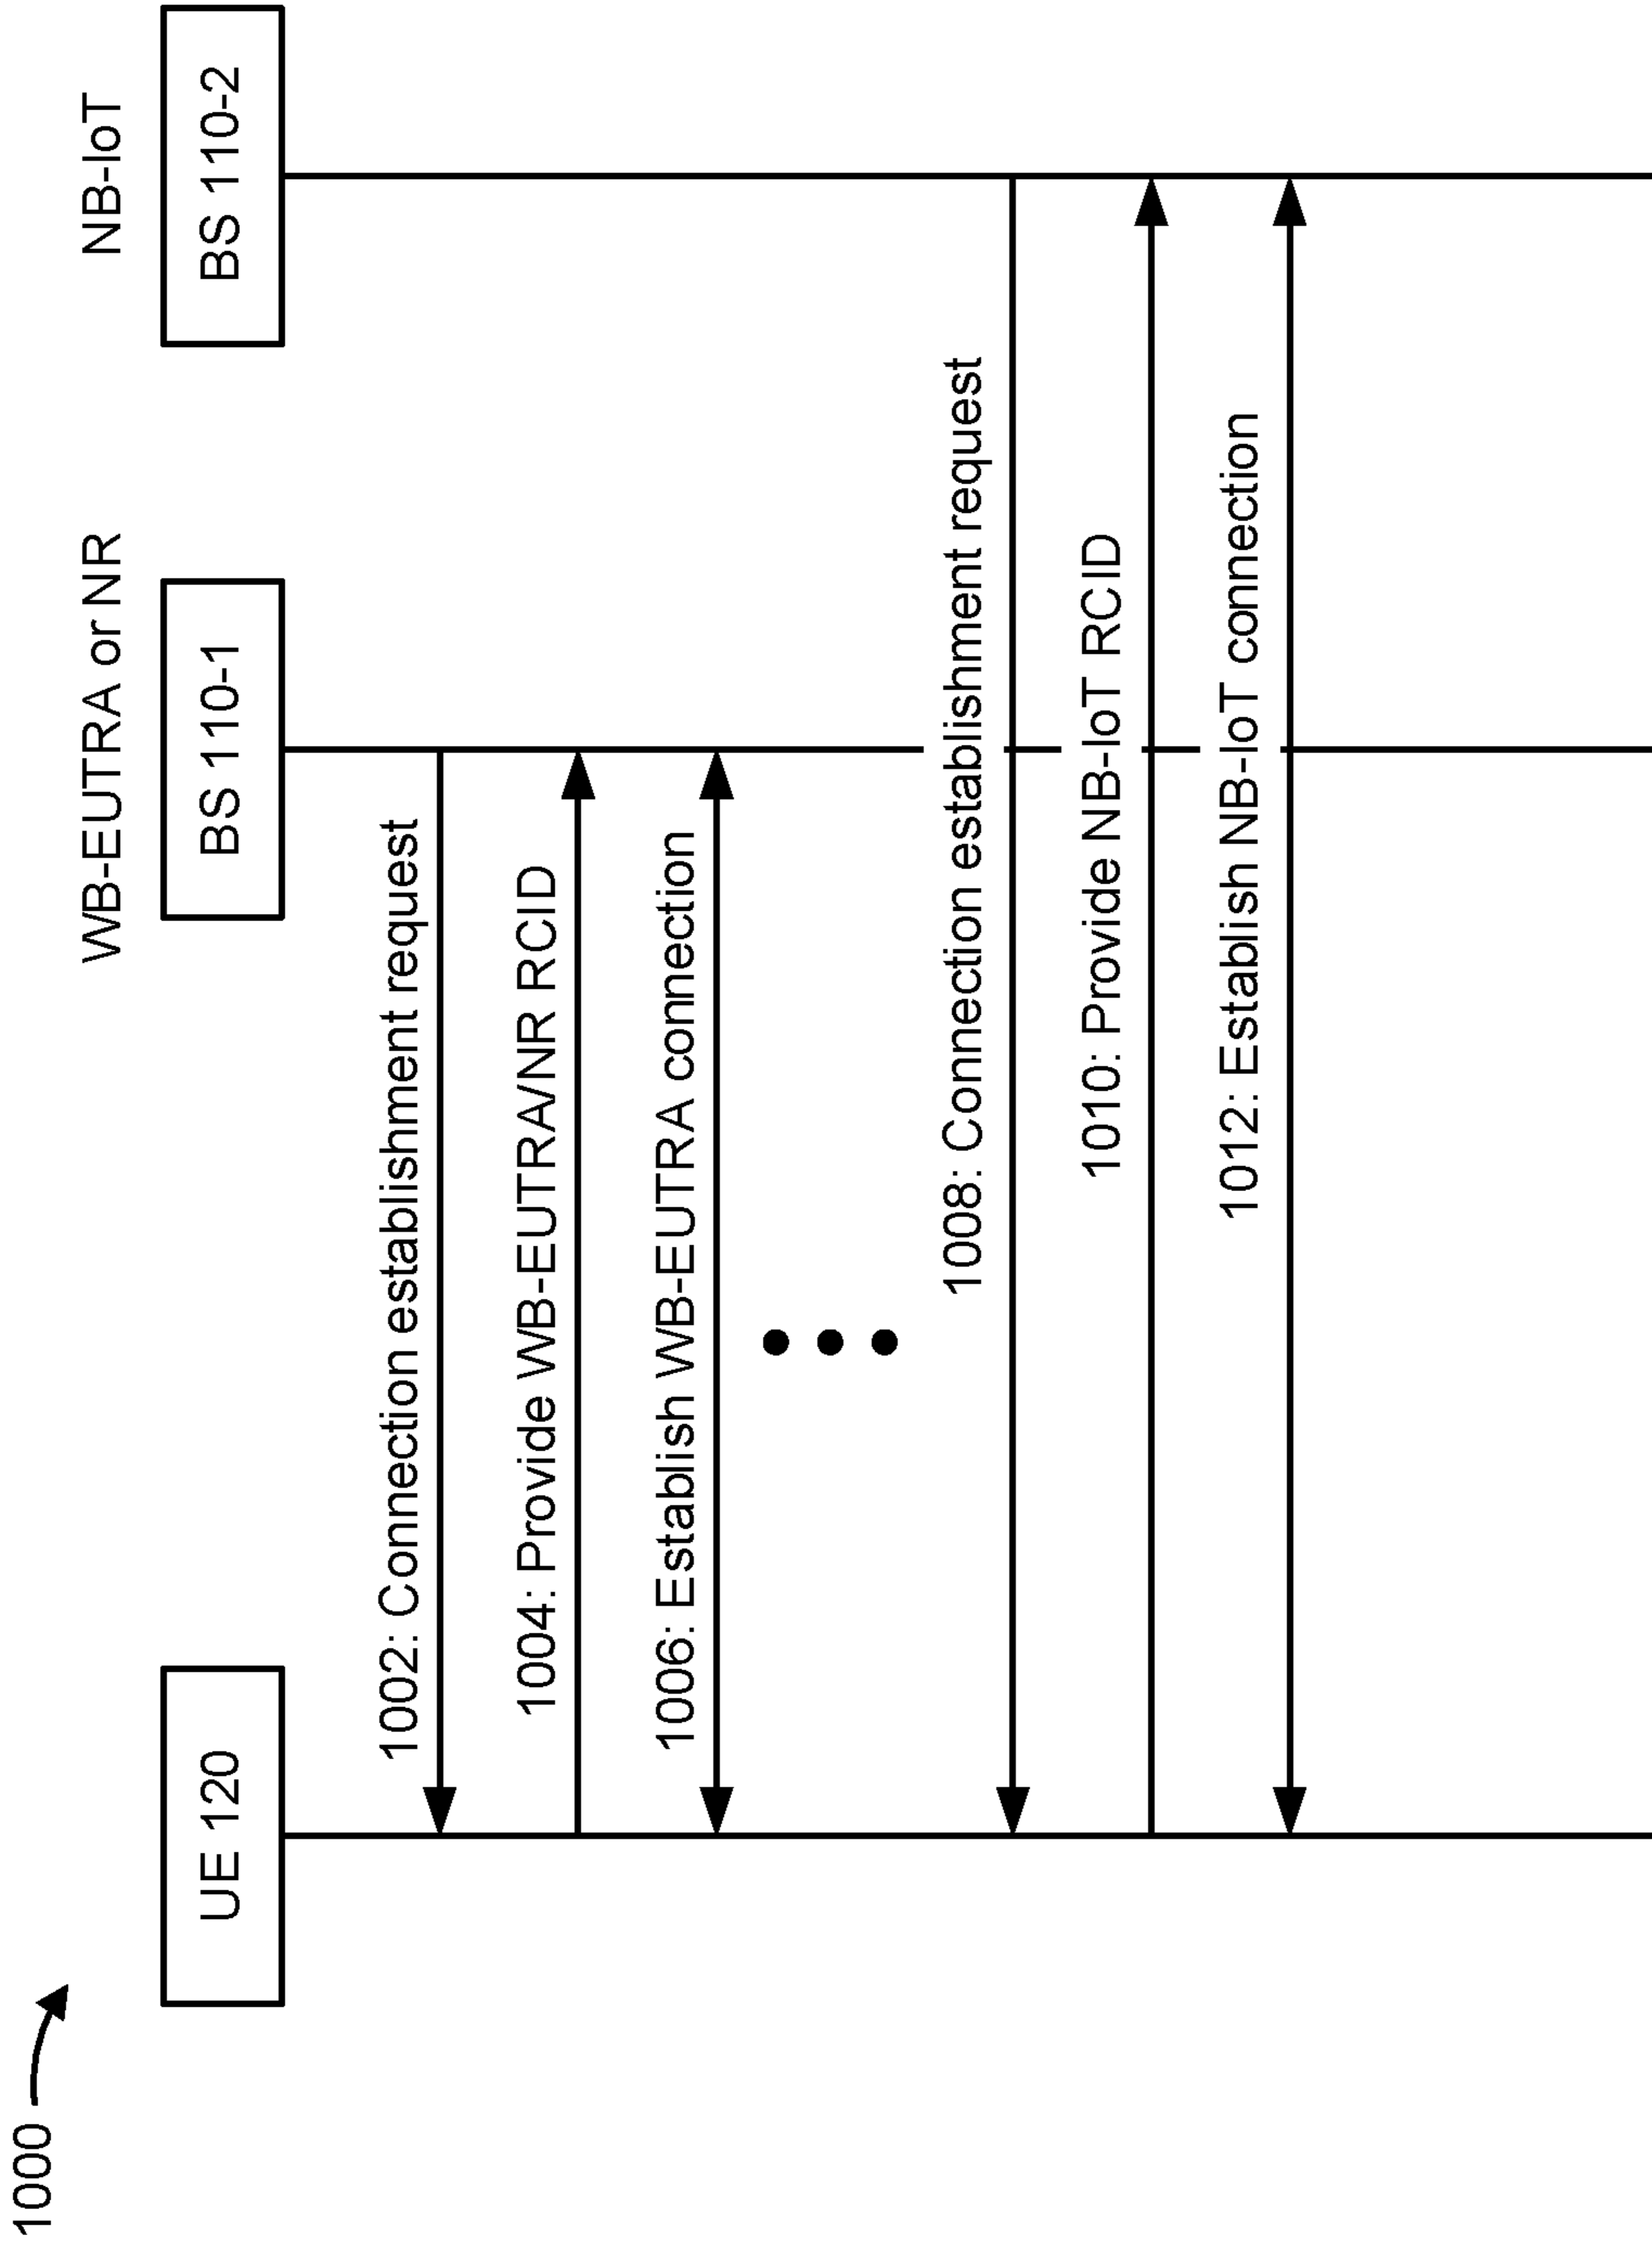 1000
WB-EUTRA or NR
NB-IoT
UE 120
BS 110-1
BS 110-2
1002: Connection establishment request
1004: Provide WB-EUTRA/NR RCID
1006: Establish WB-EUTRA connection
1008: Connection establishment request
1010: Provide NB-IoT RCID
1012: Establish NB-IoT connection